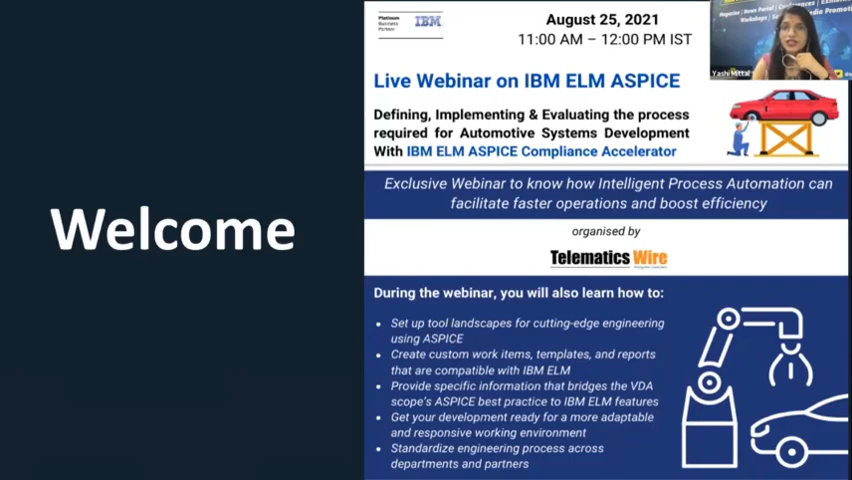 Welcome
Platinum
Business
Partner
IBM
August 25, 2021
11:00 AM – 12:00 PM IST
Yashi Mittal
Live Webinar on IBM ELM ASPICE
Defining, Implementing & Evaluating the process
required for Automotive Systems Development
With IBM ELM ASPICE Compliance Accelerator
Exclusive Webinar to know how Intelligent Process Automation can
facilitate faster operations and boost efficiency
organised by
Telematics Wire
During the webinar, you will also learn how to:
• Set up tool landscapes for cutting-edge engineering
using ASPICE
• Create custom work items, templates, and reports
that are compatible with IBM ELM
• Provide specific information that bridges the VDA
scope's ASPICE best practice to IBM ELM features
• Get your development ready for a more adaptable
and responsive working environment
• Standardize engineering process across
departments and partners